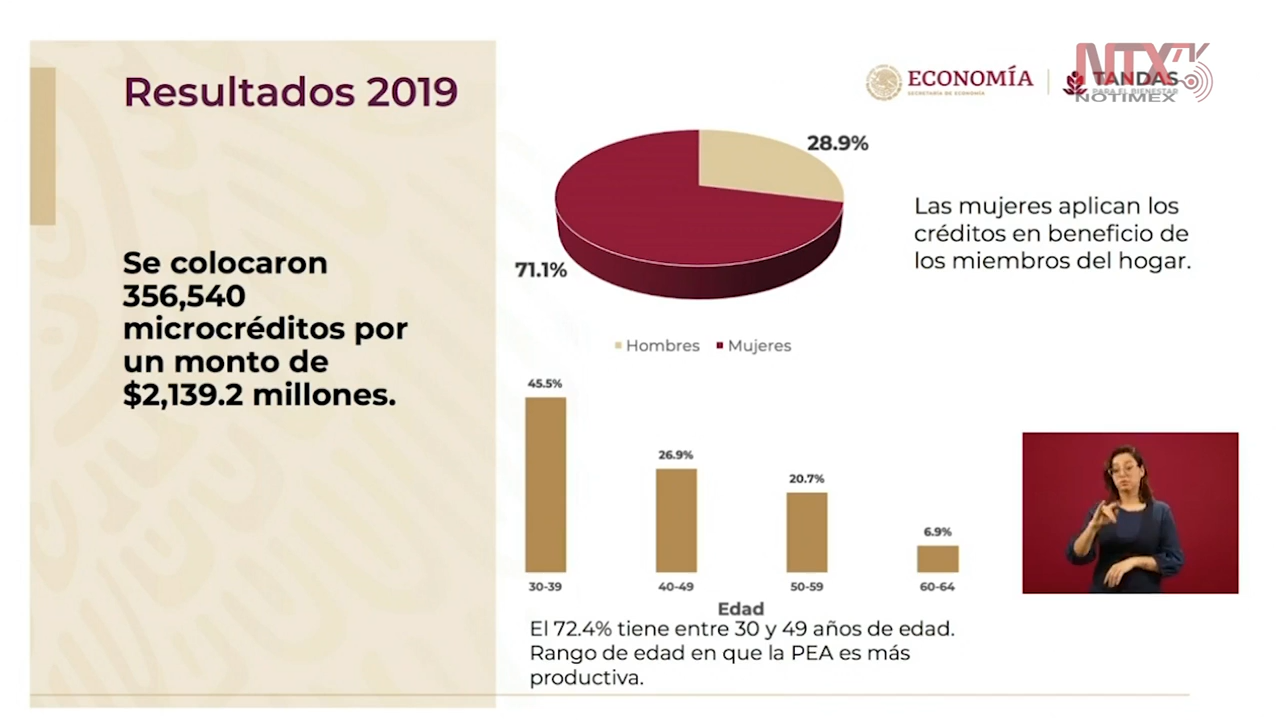 Resultados 2019
Se colocaron
356,540
microcréditos por
un monto de
$2,139.2 millones.
ECONOMÍA
SECRETARÍA DE ECONOMÍA
TANDAS
PARA EL BIENESTAR
NTX
NOTIMEX
28.9%
71.1%
Hombres Mujeres
Las mujeres aplican los
créditos en beneficio de
los miembros del hogar.
45.5%
26.9%
20.7%
6.9%
30-39 40-49 50-59 60-64
Edad
El 72.4% tiene entre 30 y 49 años de edad.
Rango de edad en que la PEA es más
productiva.